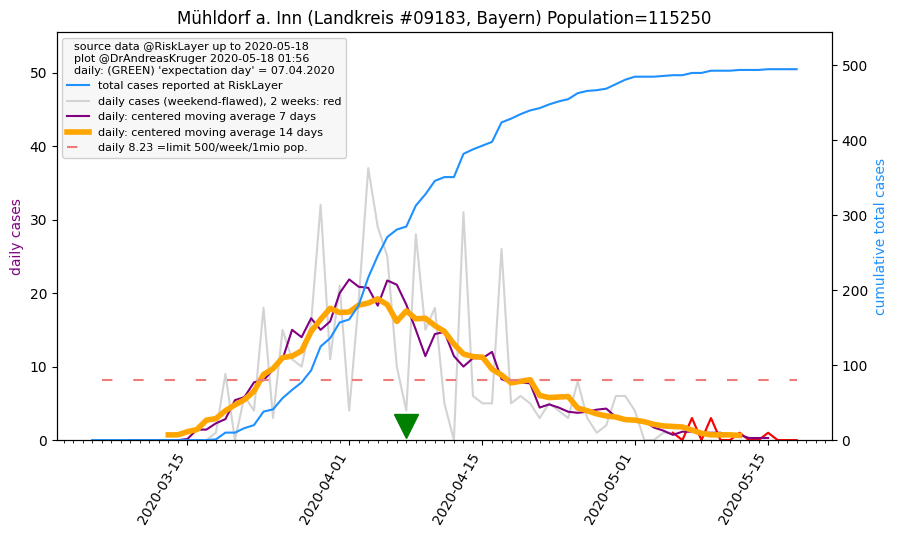 Mühldorf a. Inn (Landkreis #09183, Bayern) Population=115250
source data @RiskLayer up to 2020-05-18
plot @DrAndreasKruger 2020-05-18 01:56
daily: (GREEN) 'expectation day' = 07.04.2020
total cases reported at RiskLayer
daily cases (weekend-flawed), 2 weeks: red
daily: centered moving average 7 days
daily: centered moving average 14 days
daily 8.23 =limit 500/week/1mio pop.
daily cases
50
40
30
20
10
0
cumulative total cases
500
400
300
200
100
0
2020-03-15
2020-04-01
2020-04-15
2020-05-01
2020-05-15